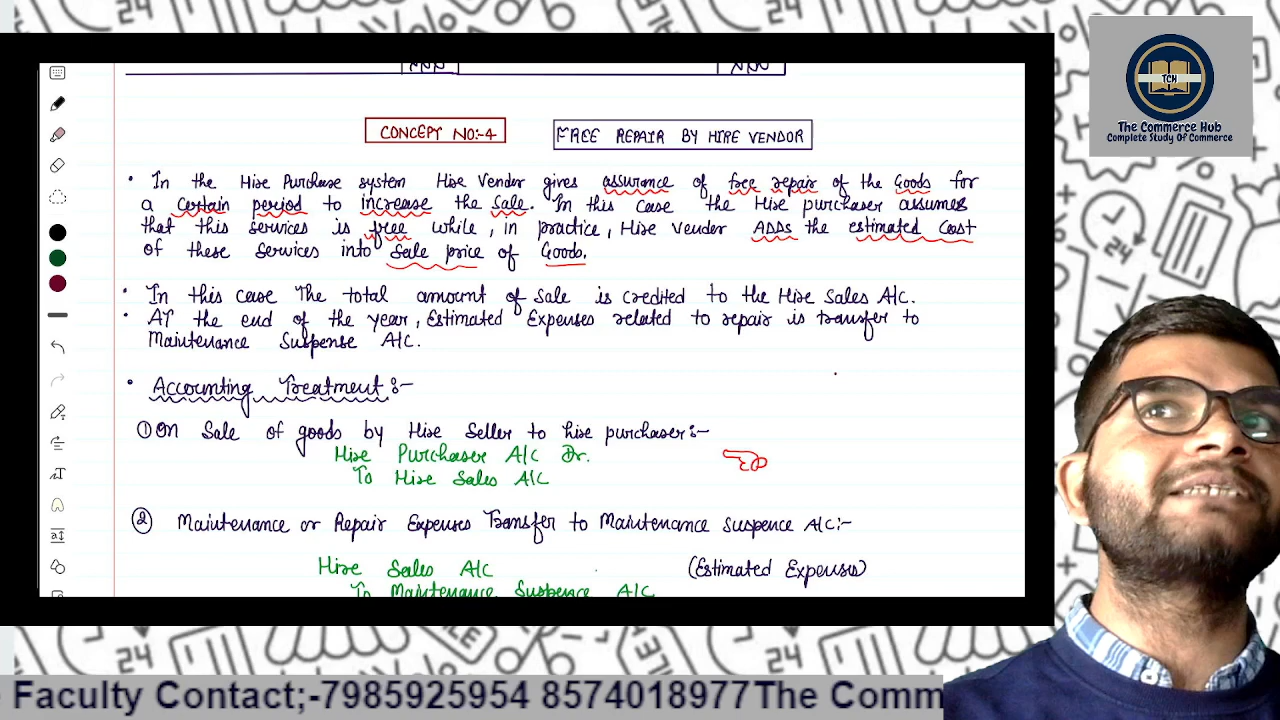 TCH
The Commerce Hub
Complete Study Of Commerce
CONCEPT NO:-4
FREE REPAIR BY HIRE VENDOR
• In the Hire Purchase system Hire Vendor gives assurance of free repair of the Goods for
a certain period to increase the Sale. In this case the Hire purchaser assumes
that this services is free while, in practice, Hire Vender ADDs the estimated cost
of these services into Sale price of Goods.
• In this case The total amount of Sale is credited to the Hire Sales A/C.
• AT the end of the year, Estimated Expenses related to repair is transfer to
Maintenance Suspense A/C.
• Accounting Treatment:-
① On Sale of goods by Hire Seller to hire purchaser:-
Hire Purchaser A/C Dr.
To Hire Sales A/C
② Maintenance or Repair Expenses Transfer to Maintenance Suspence A/C:-
Hire Sales A/C (Estimated Expenses)
To Maintenance Suspence A/C
Faculty Contact;-7985925954 8574018977The Comm